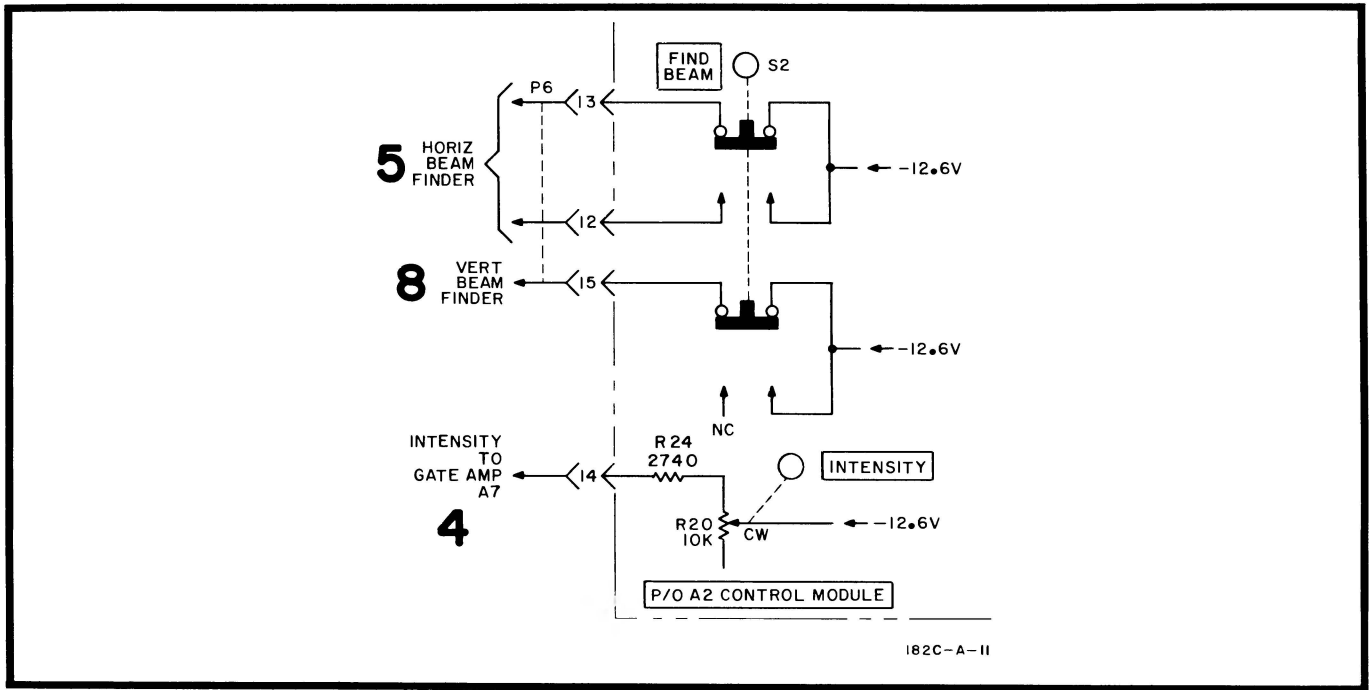 FIND
BEAM
S2
P6
13
5
HORIZ
BEAM
FINDER
-12.6V
12
8
VERT
BEAM
FINDER
15
-12.6V
NC
INTENSITY
TO
GATE AMP
A7
4
14
R24
2740
INTENSITY
R20
10K
CW
-12.6V
P/O A2 CONTROL MODULE
182C-A-11